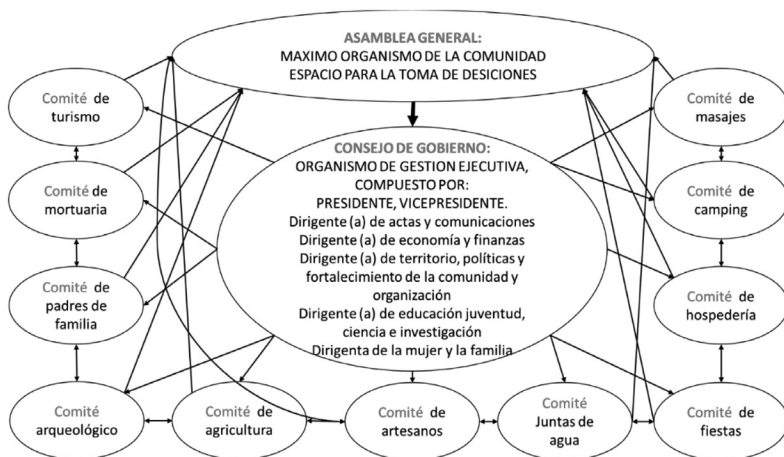 ASAMBLEA GENERAL:
MAXIMO ORGANISMO DE LA COMUNIDAD
ESPACIO PARA LA TOMA DE DESICIONES
Comité de
turismo
Comité de
masajes
CONSEJO DE GOBIERNO:
ORGANISMO DE GESTION EJECUTIVA,
COMPUESTO POR:
PRESIDENTE, VICEPRESIDENTE.
Dirigente (a) de actas y comunicaciones
Dirigente (a) de economía y finanzas
Dirigente (a) de territorio, políticas y
fortalecimiento de la comunidad y
organización
Dirigente (a) de educación juventud,
ciencia e investigación
Dirigenta de la mujer y la familia
Comité de
mortuaria
Comité de
camping
Comité de
padres de
familia
Comité de
hospedería
Comité
arqueológico
Comité de
agricultura
Comité de
artesanos
Comité
Juntas de
agua
Comité de
fiestas